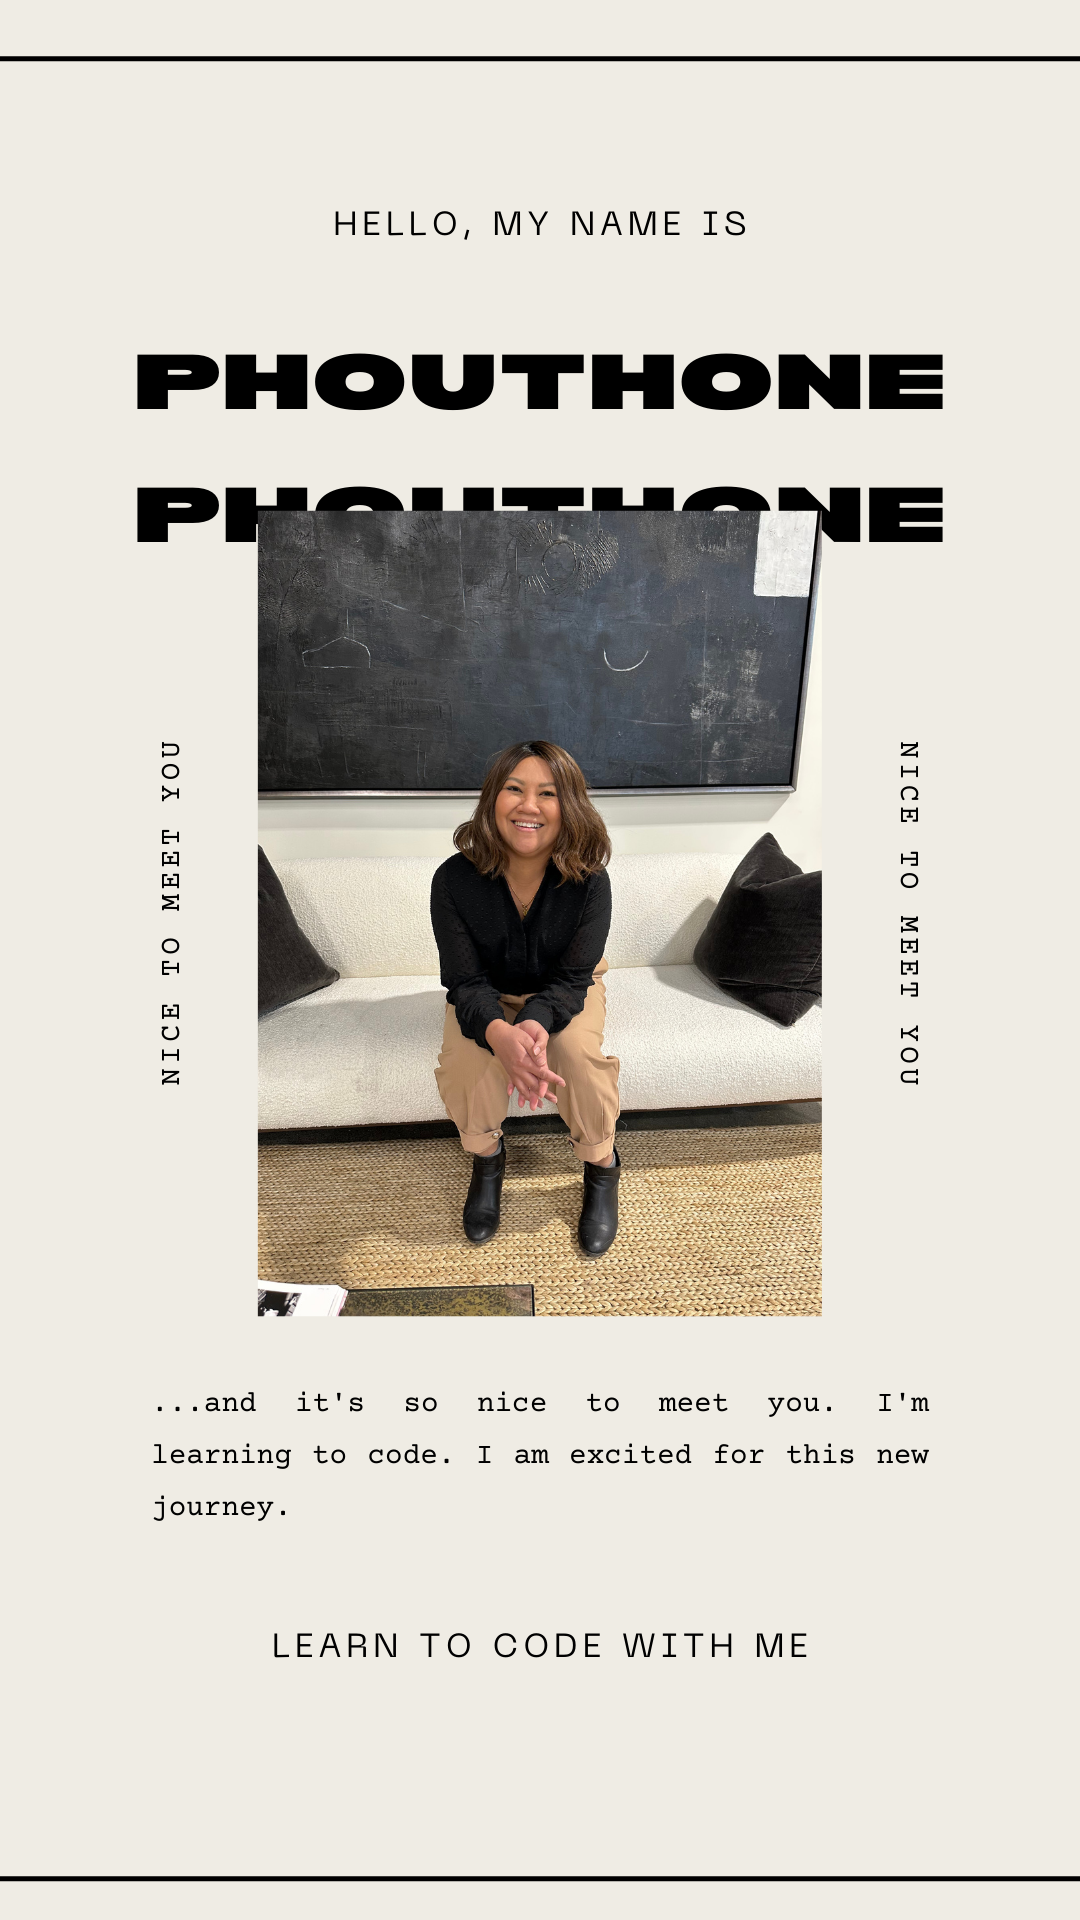 HELLO, MY NAME IS
PHOUTHONE
PHOUTHONE
NICE TO MEET YOU
NICE TO MEET YOU
...and it's so nice to meet you. I'm
learning to code. I am excited for this new
journey.
LEARN TO CODE WITH ME